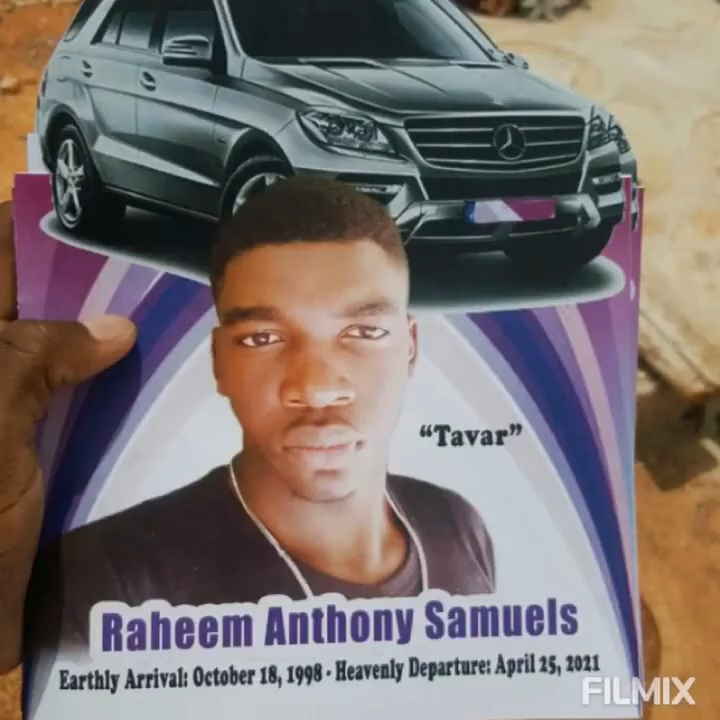 “Tavar”
Raheem Anthony Samuels
Earthly Arrival: October 18, 1998 - Heavenly Departure: April 25, 2021
FILMIX